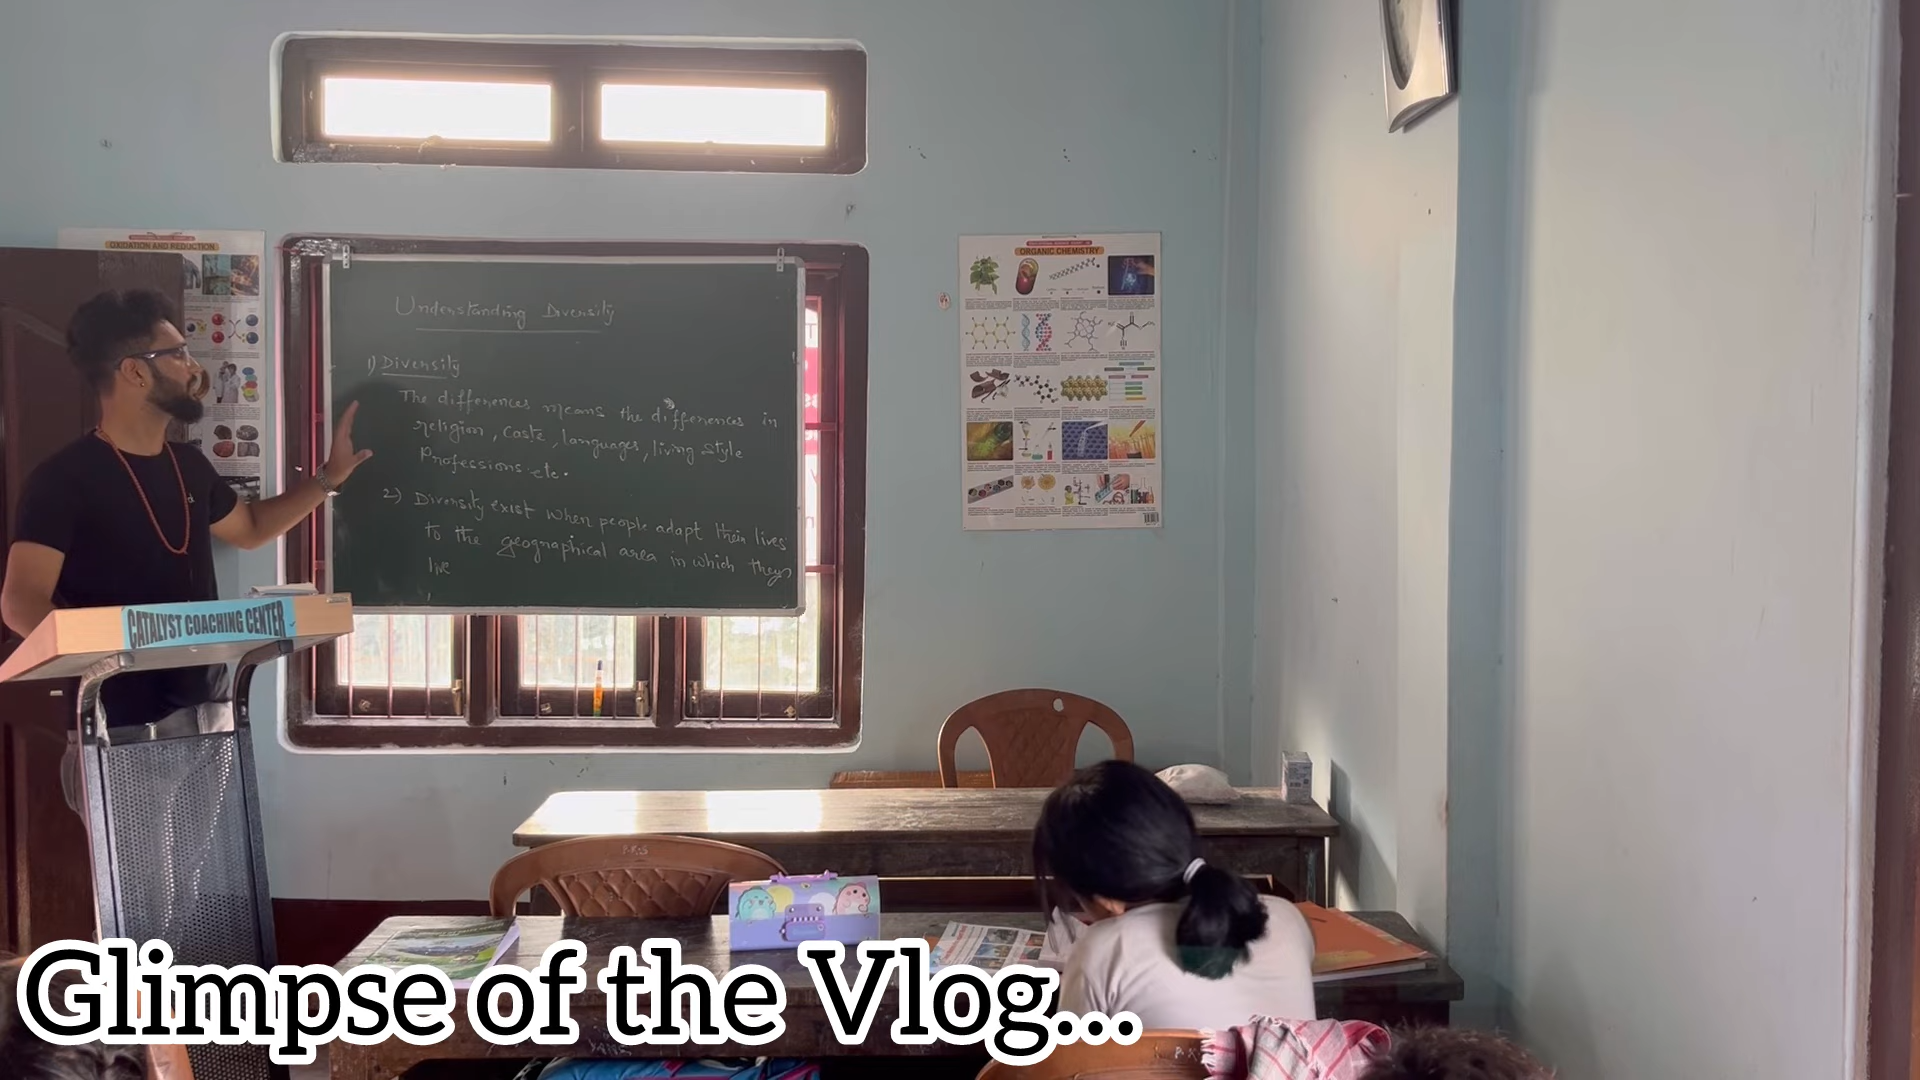 OXIDATION AND REDUCTION
ORGANIC CHEMISTRY
Understanding Diversity
1) Diversity
The differences means the differences in
religion, caste, languages, living style
Professions etc.
2) Diversity exist when people adapt their lives
to the geographical area in which they
live
CATALYST COACHING CENTER
P.K.S
Glimpse of the Vlog...